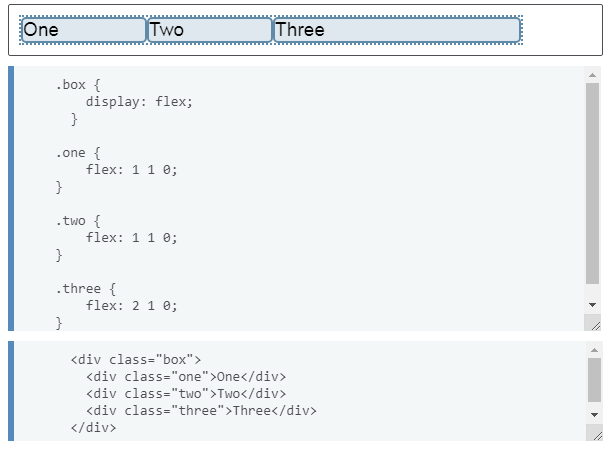 One Two Three
.box {
display: flex;
}
.one {
flex: 1 1 0;
}
.two {
flex: 1 1 0;
}
.three {
flex: 2 1 0;
}
<div class="box">
<div class="one">One</div>
<div class="two">Two</div>
<div class="three">Three</div>
</div>